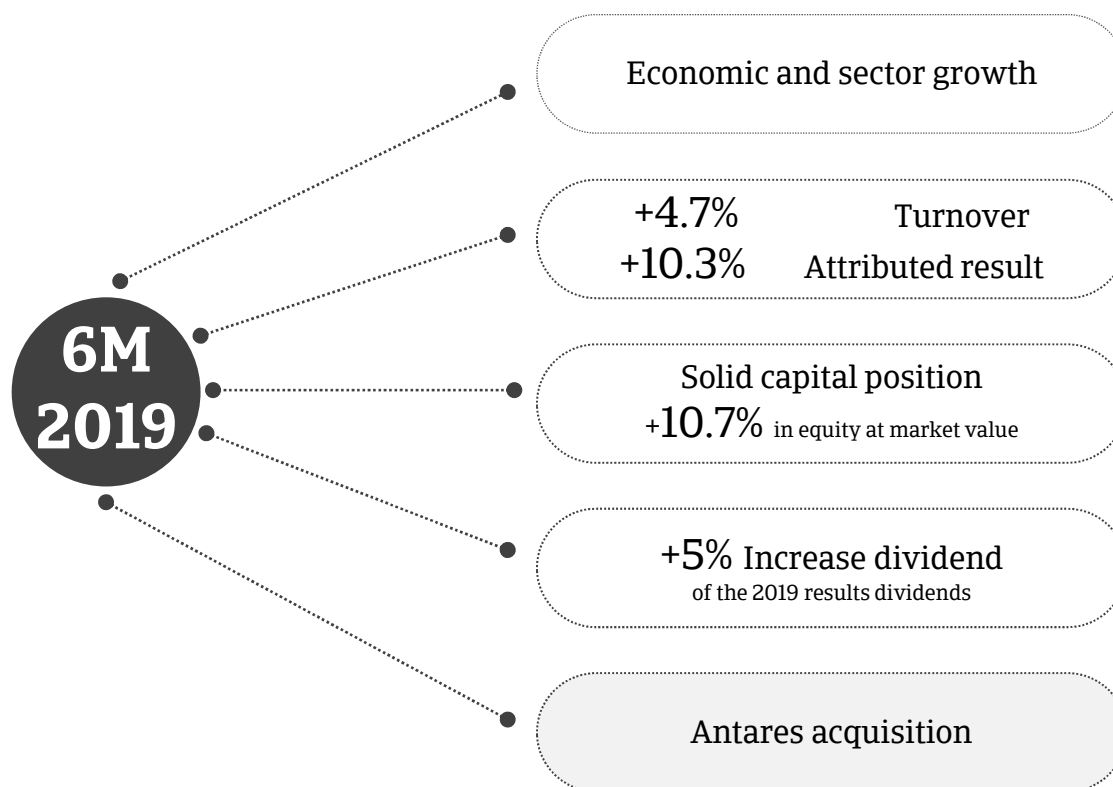 6M
2019
Economic and sector growth
+4.7% Turnover
+10.3% Attributed result
Solid capital position
+10.7% in equity at market value
+5% Increase dividend
of the 2019 results dividends
Antares acquisition